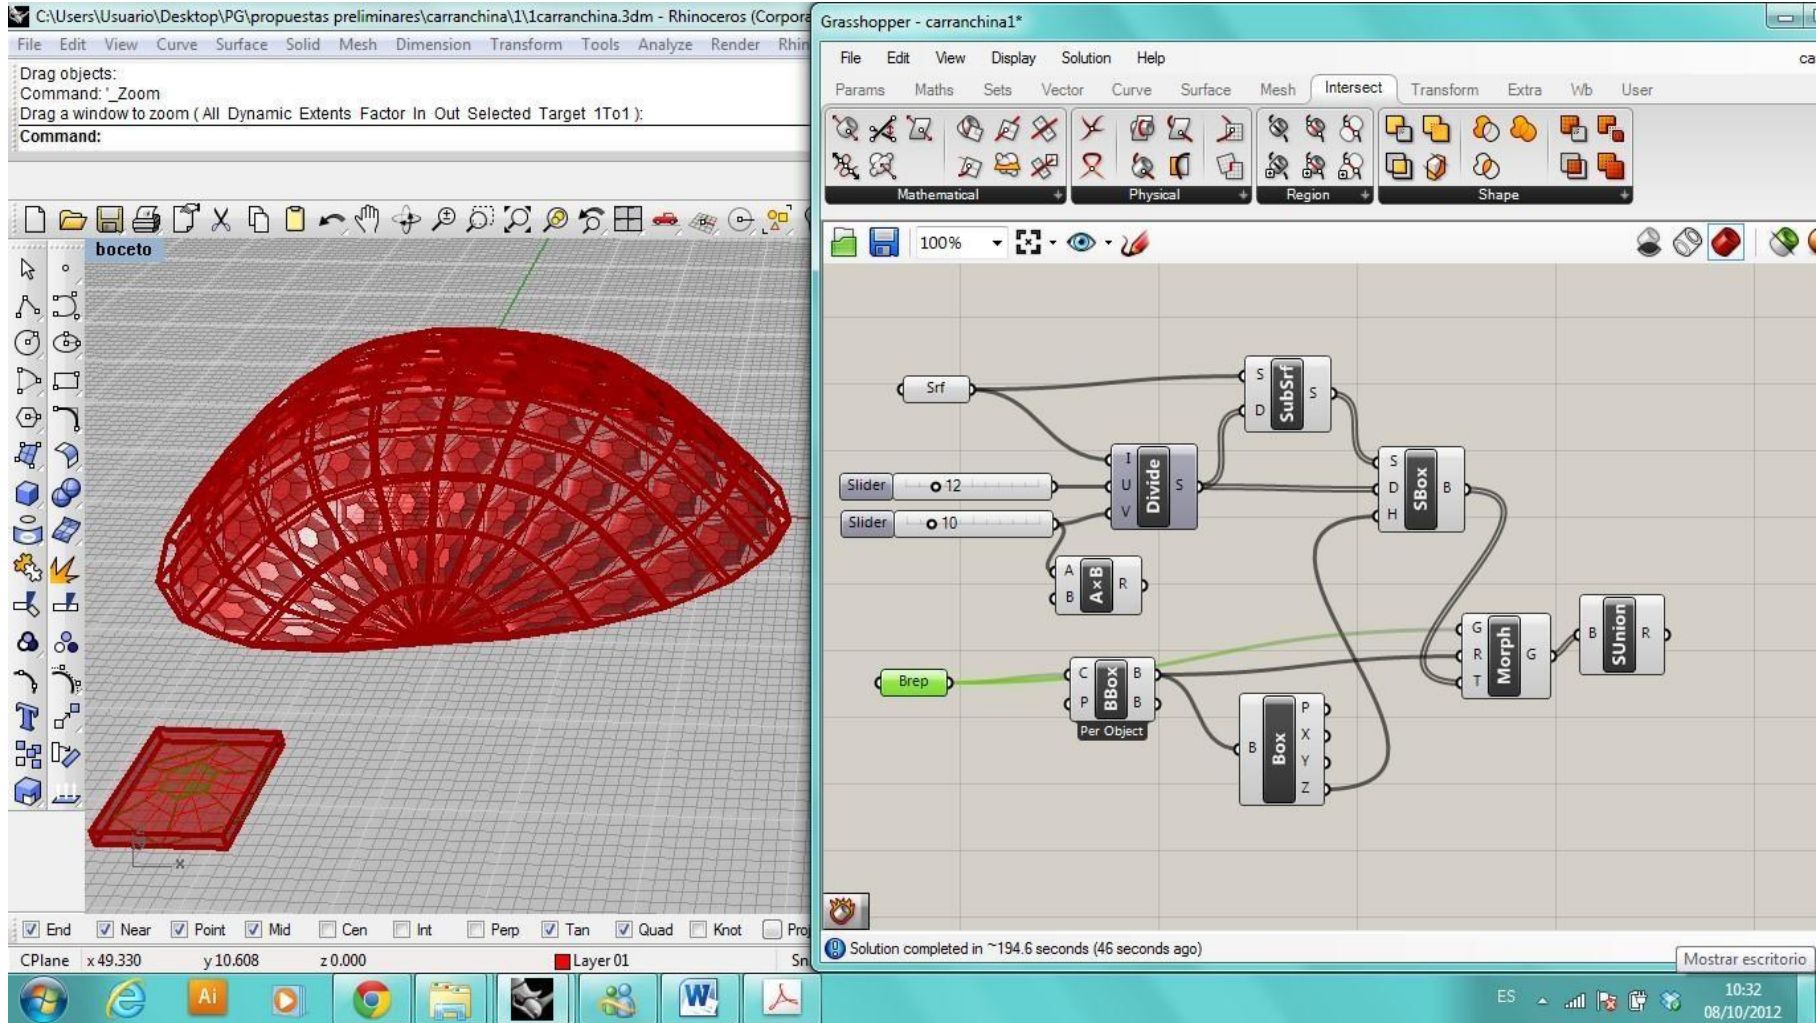 C:\Users\Usuario\Desktop\PG\propuestas preliminares\carranchina\1\1carranchina.3dm - Rhinoceros (Corpora
File Edit View Curve Surface Solid Mesh Dimension Transform Tools Analyze Render Rhin
Drag objects:
Command: '_Zoom
Drag a window to zoom ( All Dynamic Extents Factor In Out Selected Target 1To1 ):
Command:
boceto
x
End Near Point Mid Cen Int Perp Tan Quad Knot Proj
CPlane x 49.330 y 10.608 z 0.000 Layer 01 Sn
Grasshopper - carranchina1*
File Edit View Display Solution Help ca
Params Maths Sets Vector Curve Surface Mesh Intersect Transform Extra Wb User
Mathematical Physical Region Shape
100%
Srf
S D SubSrf S
Slider 12
Slider 10
I U V Divide S
S D H SBox B
A B A×B R
Brep
C P BBox B B
Per Object
B Box P X Y Z
G R T Morph G
B SUnion R
Solution completed in ~194.6 seconds (46 seconds ago)
Mostrar escritorio
Ai
W
ES
10:32
08/10/2012